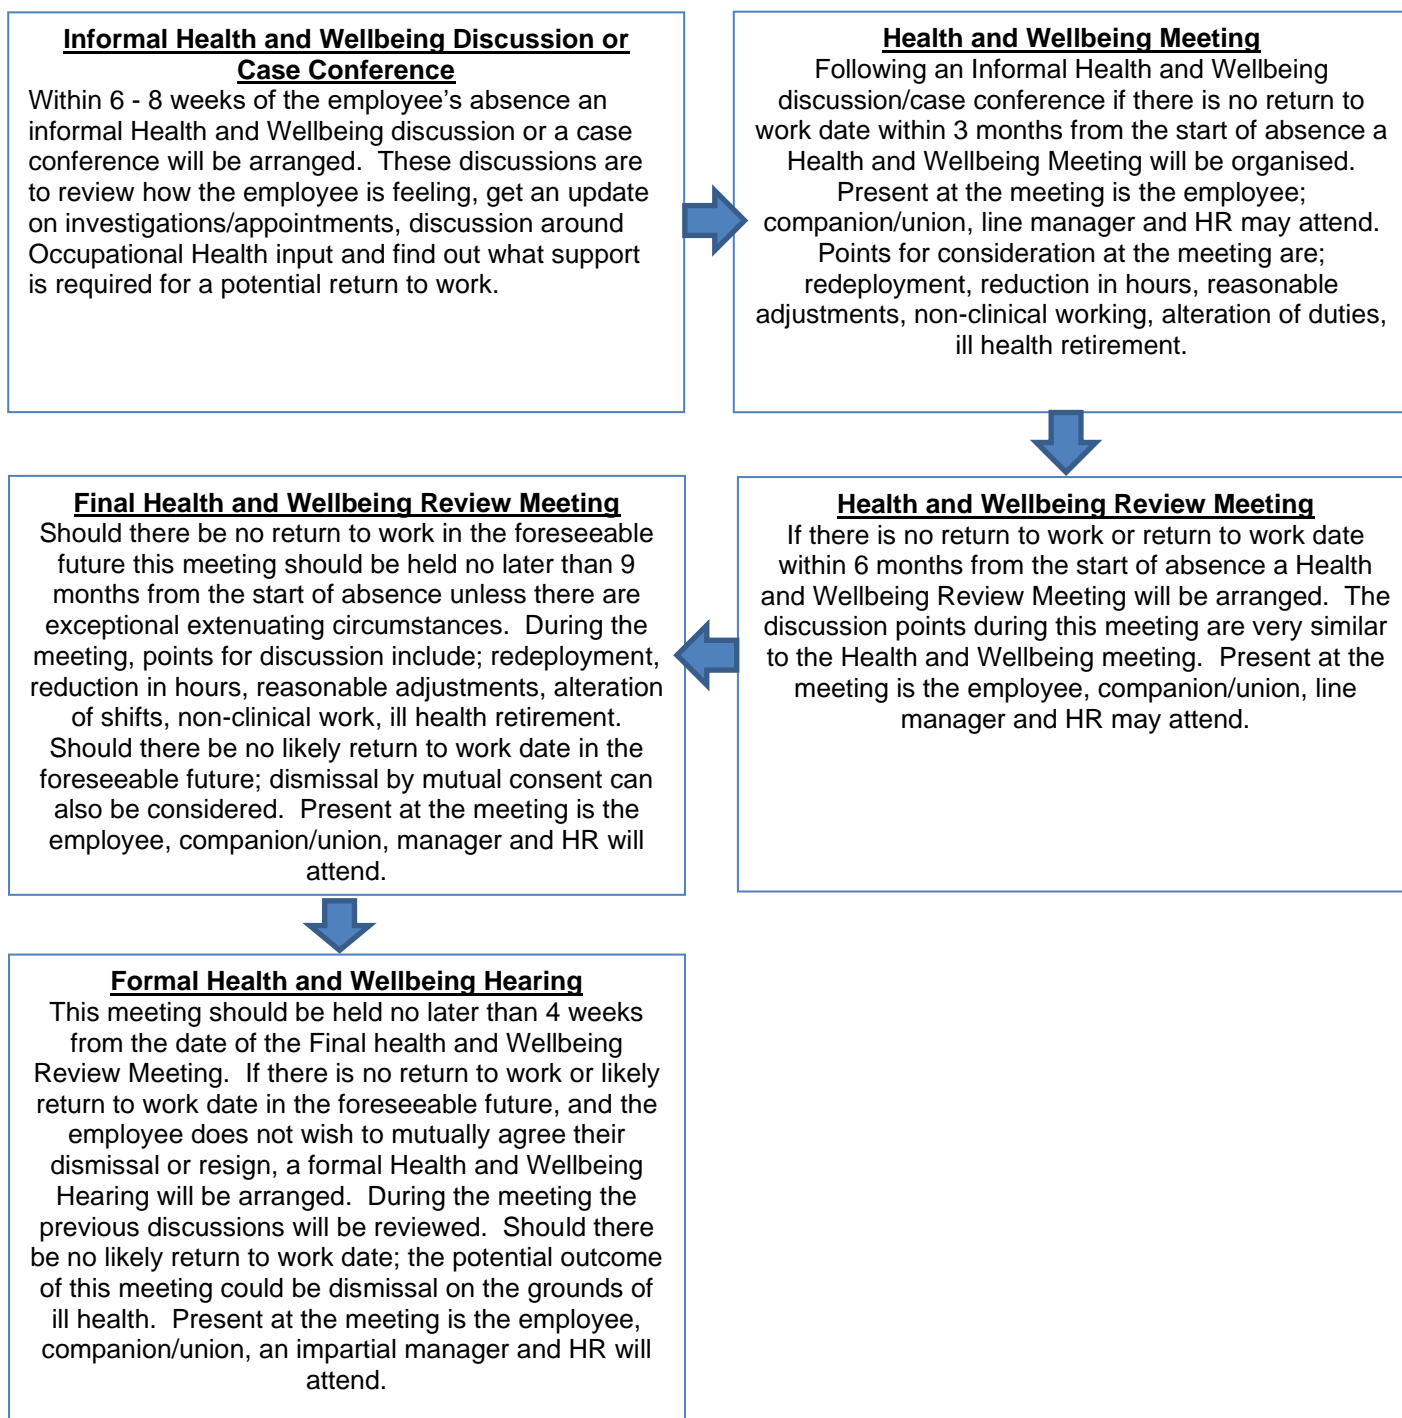 Informal Health and Wellbeing Discussion or
Case Conference
Within 6 - 8 weeks of the employee’s absence an
informal Health and Wellbeing discussion or a case
conference will be arranged.  These discussions are
to review how the employee is feeling, get an update
on investigations/appointments, discussion around
Occupational Health input and find out what support
is required for a potential return to work.
Health and Wellbeing Meeting
Following an Informal Health and Wellbeing
discussion/case conference if there is no return to
work date within 3 months from the start of absence a
Health and Wellbeing Meeting will be organised.
Present at the meeting is the employee;
companion/union, line manager and HR may attend.
Points for consideration at the meeting are;
redeployment, reduction in hours, reasonable
adjustments, non-clinical working, alteration of duties,
ill health retirement.
Health and Wellbeing Review Meeting
If there is no return to work or return to work date
within 6 months from the start of absence a Health
and Wellbeing Review Meeting will be arranged.  The
discussion points during this meeting are very similar
to the Health and Wellbeing meeting.  Present at the
meeting is the employee, companion/union, line
manager and HR may attend.
Final Health and Wellbeing Review Meeting
Should there be no return to work in the foreseeable
future this meeting should be held no later than 9
months from the start of absence unless there are
exceptional extenuating circumstances.  During the
meeting, points for discussion include; redeployment,
reduction in hours, reasonable adjustments, alteration
of shifts, non-clinical work, ill health retirement.
Should there be no likely return to work date in the
foreseeable future; dismissal by mutual consent can
also be considered.  Present at the meeting is the
employee, companion/union, manager and HR will
attend.
Formal Health and Wellbeing Hearing
This meeting should be held no later than 4 weeks
from the date of the Final health and Wellbeing
Review Meeting.  If there is no return to work or likely
return to work date in the foreseeable future, and the
employee does not wish to mutually agree their
dismissal or resign, a formal Health and Wellbeing
Hearing will be arranged.  During the meeting the
previous discussions will be reviewed.  Should there
be no likely return to work date; the potential outcome
of this meeting could be dismissal on the grounds of
ill health.  Present at the meeting is the employee,
companion/union, an impartial manager and HR will
attend.